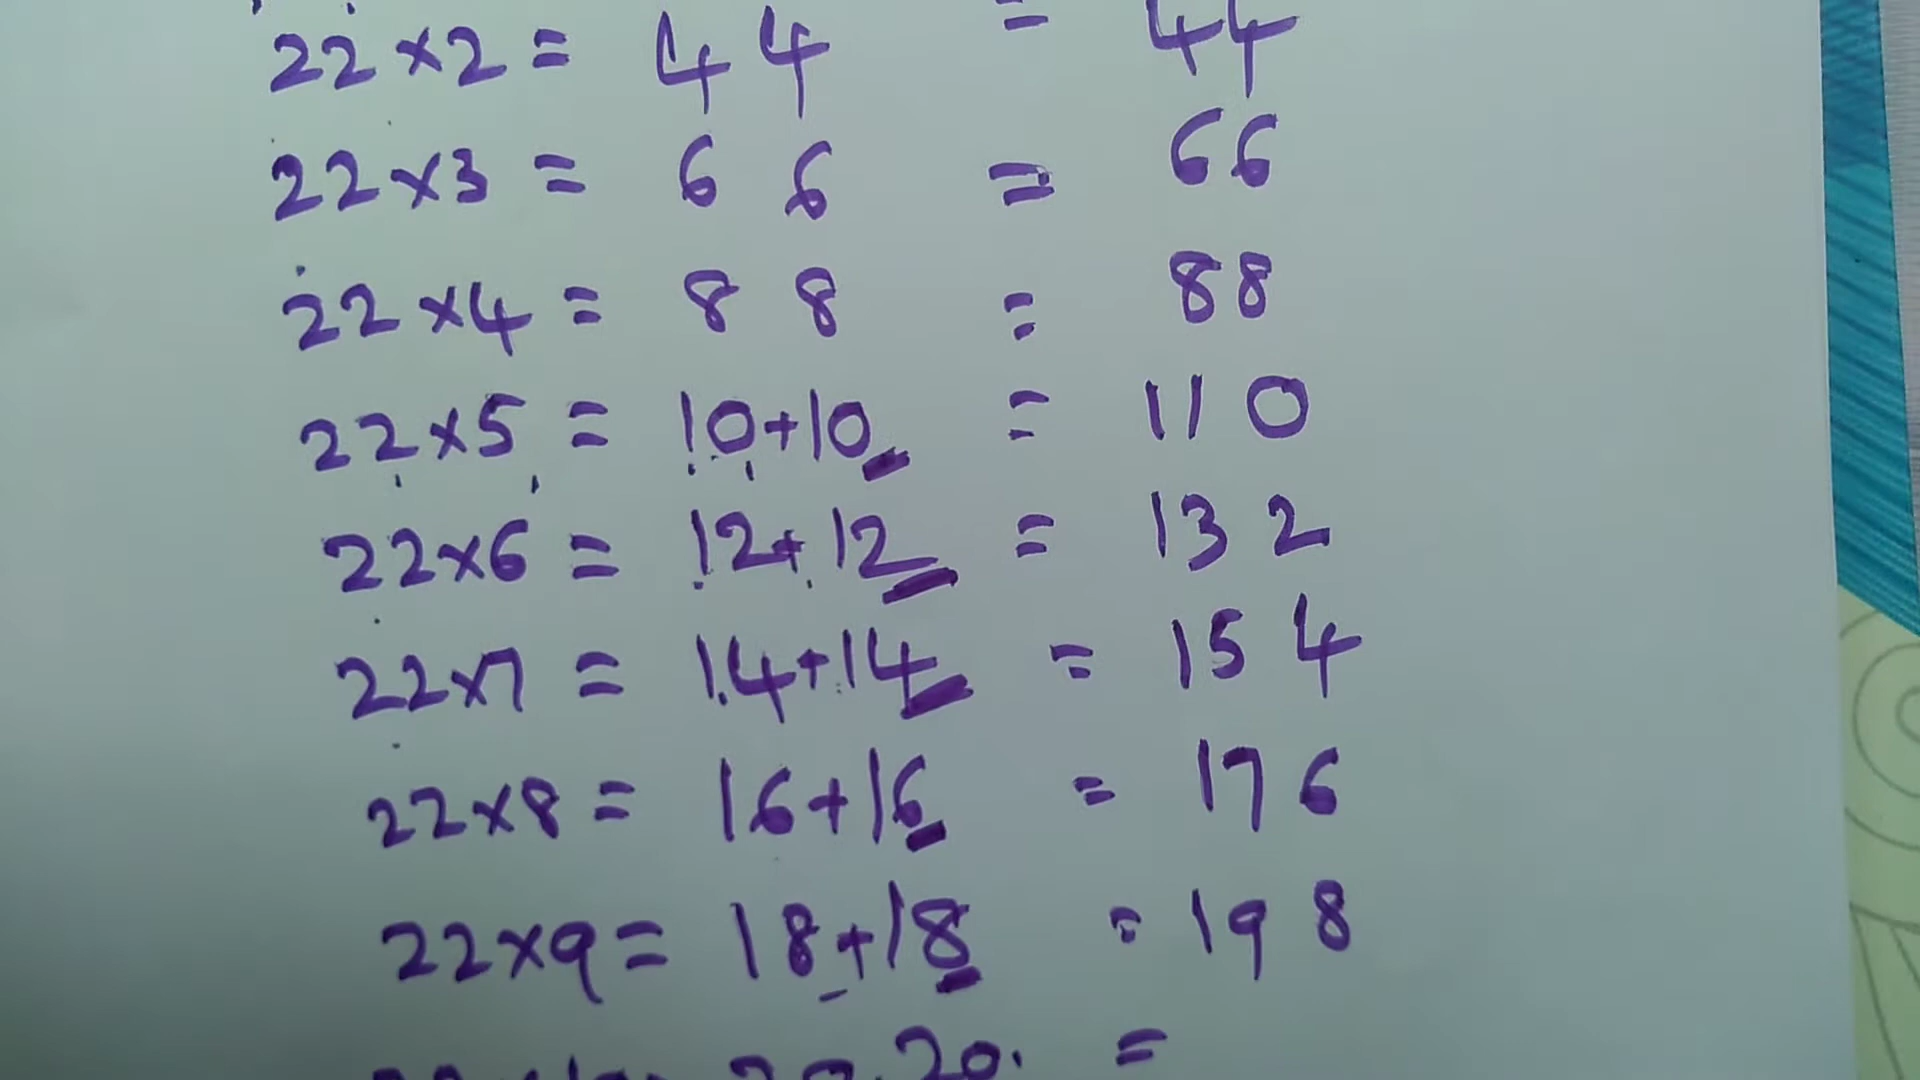 22 × 2 = 4 4 = 44
22 × 3 = 6 6 = 66
22 × 4 = 8 8 = 88
22 × 5 = 10+10 = 110
22 × 6 = 12+12 = 132
22 × 7 = 14+14 = 154
22 × 8 = 16+16 = 176
22 × 9 = 18+18 = 198
20. =